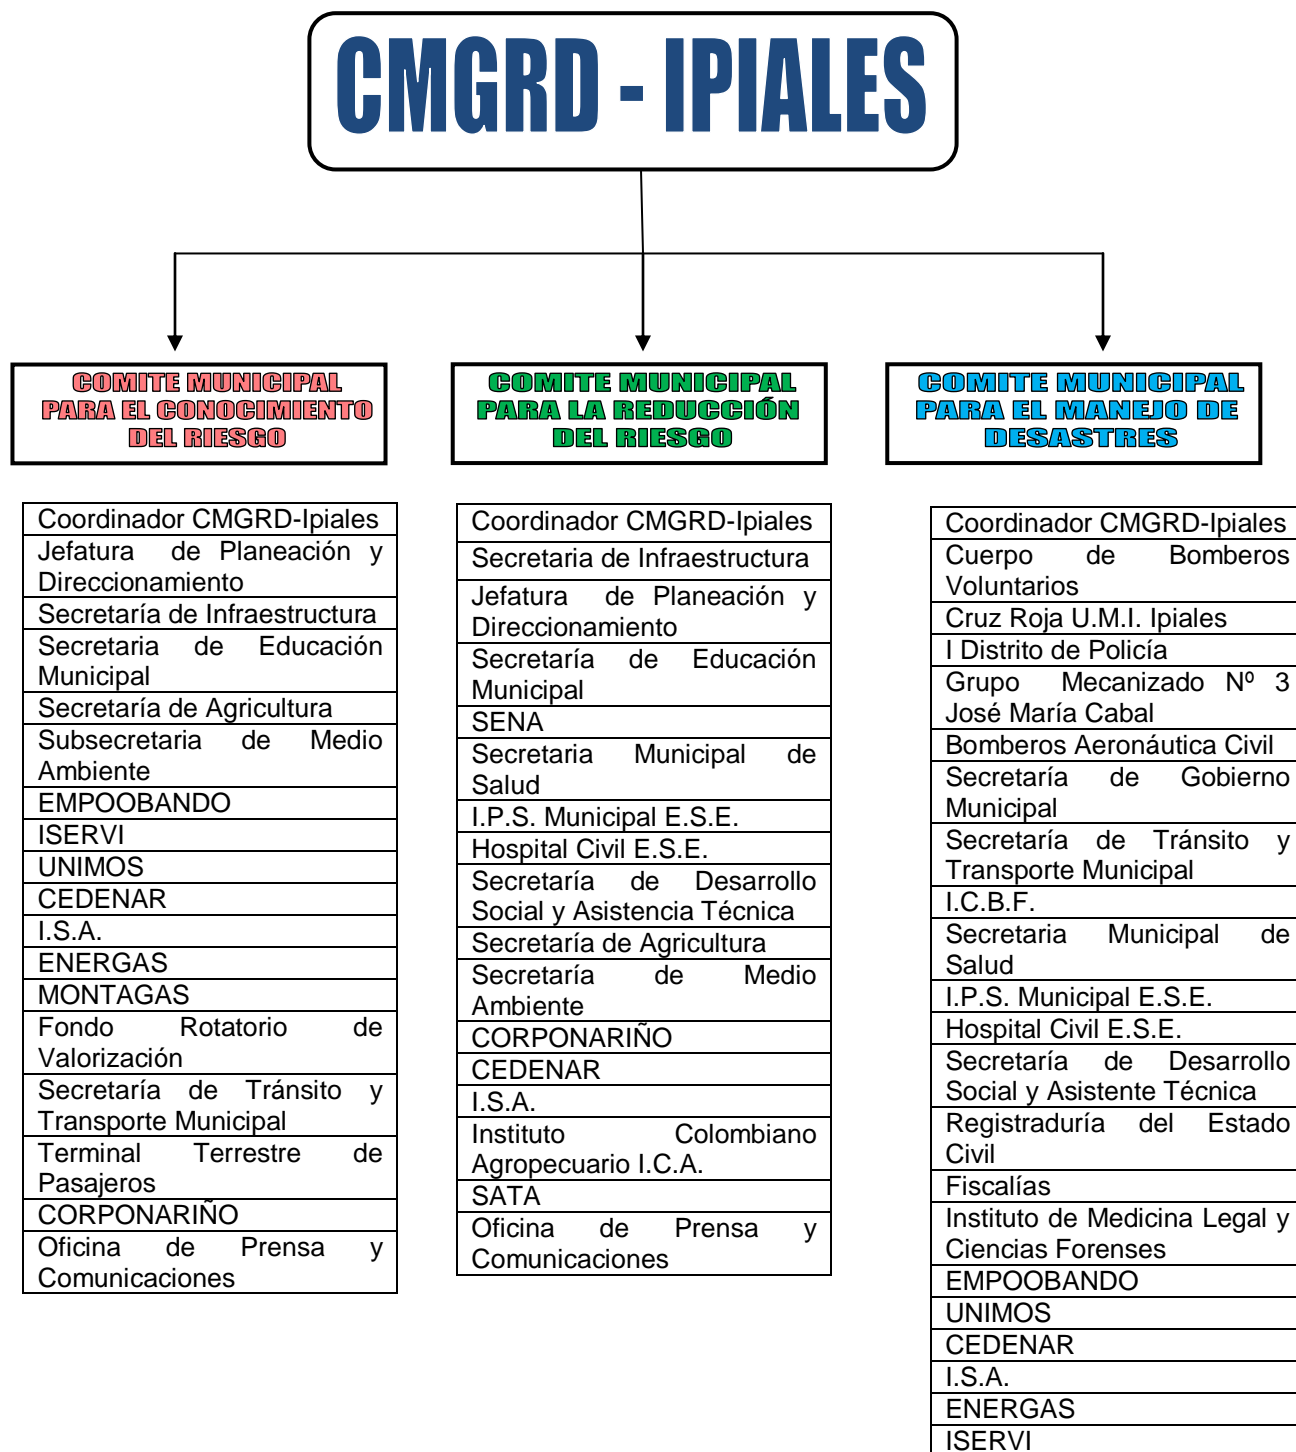 CMGRD - IPIALES
COMITE MUNICIPAL
PARA EL CONOCIMIENTO
DEL RIESGO
Coordinador CMGRD-Ipiales
Jefatura de Planeación y
Direccionamiento
Secretaría de Infraestructura
Secretaria de Educación
Municipal
Secretaría de Agricultura
Subsecretaria de Medio
Ambiente
EMPOOBANDO
ISERVI
UNIMOS
CEDENAR
I.S.A.
ENERGAS
MONTAGAS
Fondo Rotatorio de
Valorización
Secretaría de Tránsito y
Transporte Municipal
Terminal Terrestre de
Pasajeros
CORPONARIÑO
Oficina de Prensa y
Comunicaciones
COMITE MUNICIPAL
PARA LA REDUCCIÓN
DEL RIESGO
Coordinador CMGRD-Ipiales
Secretaria de Infraestructura
Jefatura de Planeación y
Direccionamiento
Secretaría de Educación
Municipal
SENA
Secretaria Municipal de
Salud
I.P.S. Municipal E.S.E.
Hospital Civil E.S.E.
Secretaría de Desarrollo
Social y Asistencia Técnica
Secretaría de Agricultura
Secretaría de Medio
Ambiente
CORPONARIÑO
CEDENAR
I.S.A.
Instituto Colombiano
Agropecuario I.C.A.
SATA
Oficina de Prensa y
Comunicaciones
COMITE MUNICIPAL
PARA EL MANEJO DE
DESASTRES
Coordinador CMGRD-Ipiales
Cuerpo de Bomberos
Voluntarios
Cruz Roja U.M.I. Ipiales
I Distrito de Policía
Grupo Mecanizado Nº 3
José María Cabal
Bomberos Aeronáutica Civil
Secretaría de Gobierno
Municipal
Secretaría de Tránsito y
Transporte Municipal
I.C.B.F.
Secretaria Municipal de
Salud
I.P.S. Municipal E.S.E.
Hospital Civil E.S.E.
Secretaría de Desarrollo
Social y Asistente Técnica
Registraduría del Estado
Civil
Fiscalías
Instituto de Medicina Legal y
Ciencias Forenses
EMPOOBANDO
UNIMOS
CEDENAR
I.S.A.
ENERGAS
ISERVI